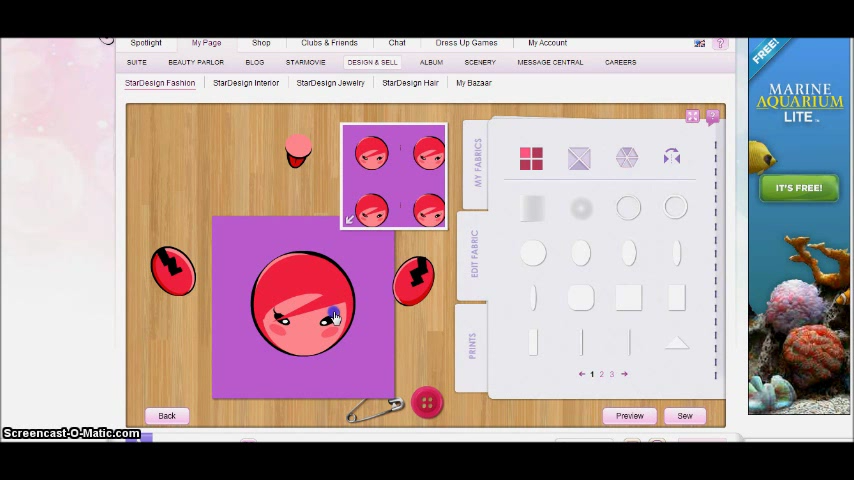 Spotlight My Page Shop Clubs & Friends Chat Dress Up Games My Account
SUITE BEAUTY PARLOR BLOG STARMOVIE DESIGN & SELL ALBUM SCENERY MESSAGE CENTRAL CAREERS
StarDesign Fashion StarDesign Interior StarDesign Jewelry StarDesign Hair My Bazaar
MY FABRICS
EDIT FABRIC
PRINTS
1 2 3
Back
Preview
Sew
FREE!
MARINE
AQUARIUM
LITE
IT'S FREE!
Screencast-O-Matic.com